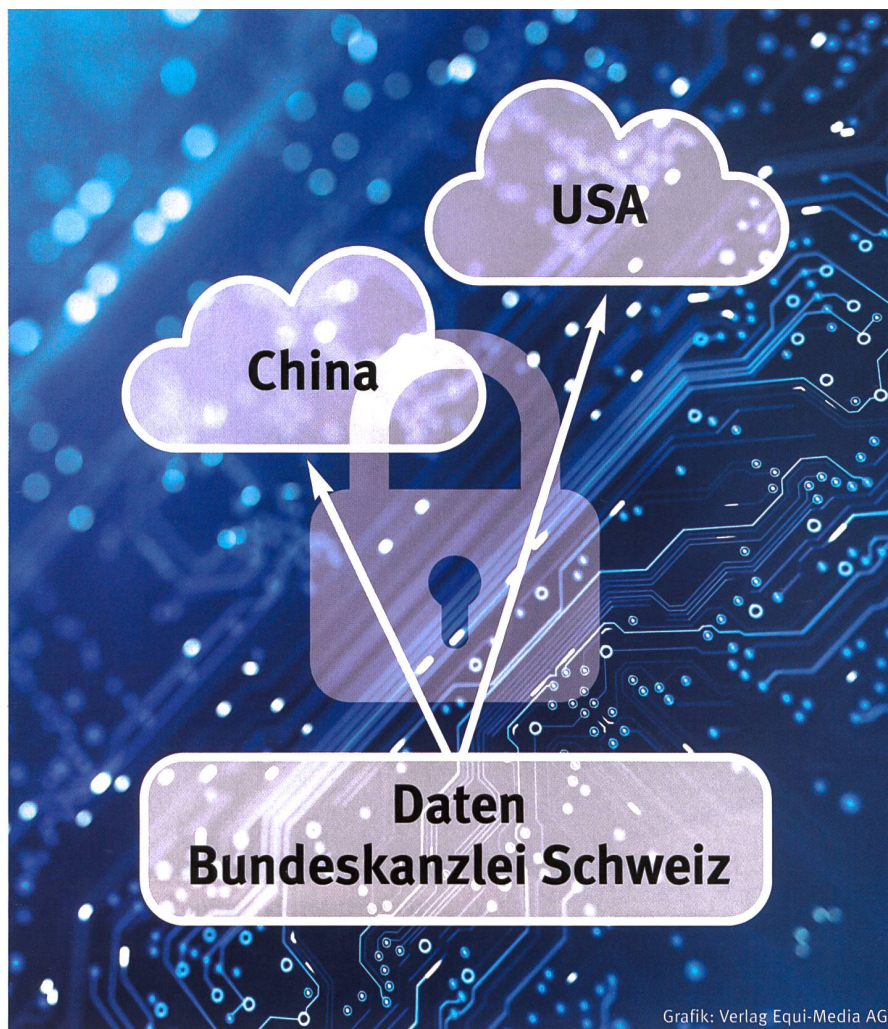 USA
China
Daten
Bundeskanzlei Schweiz
Grafik: Verlag Equi-Media AG